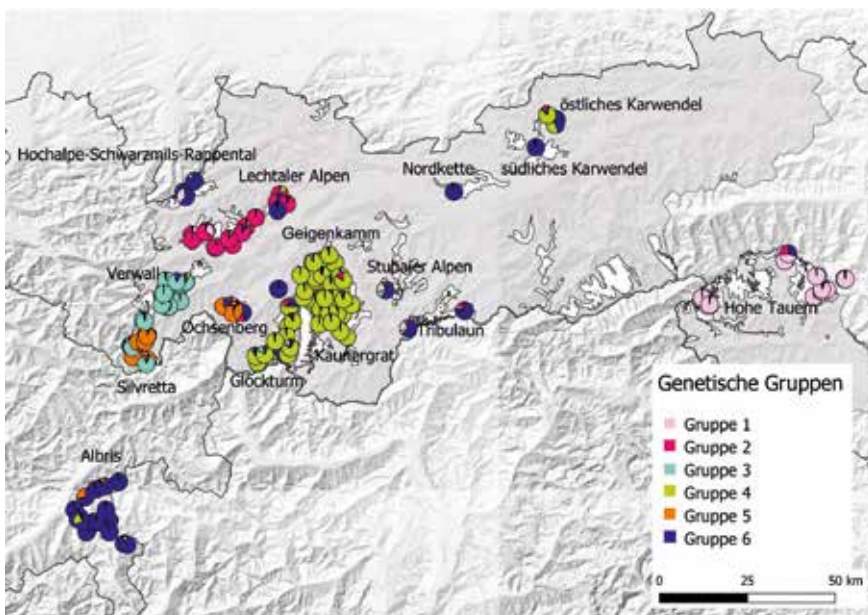 östliches Karwendel
Hochalpe-Schwarzmils-Rappental
Nordkette
südliches Karwendel
Lechtaler Alpen
Geigenkamm
Verwall
Stubaier Alpen
Hohe Tauern
Ochsenberg
Tribulaun
Kaunergrat
Silvretta
Glockturm
Albris
Genetische Gruppen
Gruppe 1
Gruppe 2
Gruppe 3
Gruppe 4
Gruppe 5
Gruppe 6
0 25 50 km